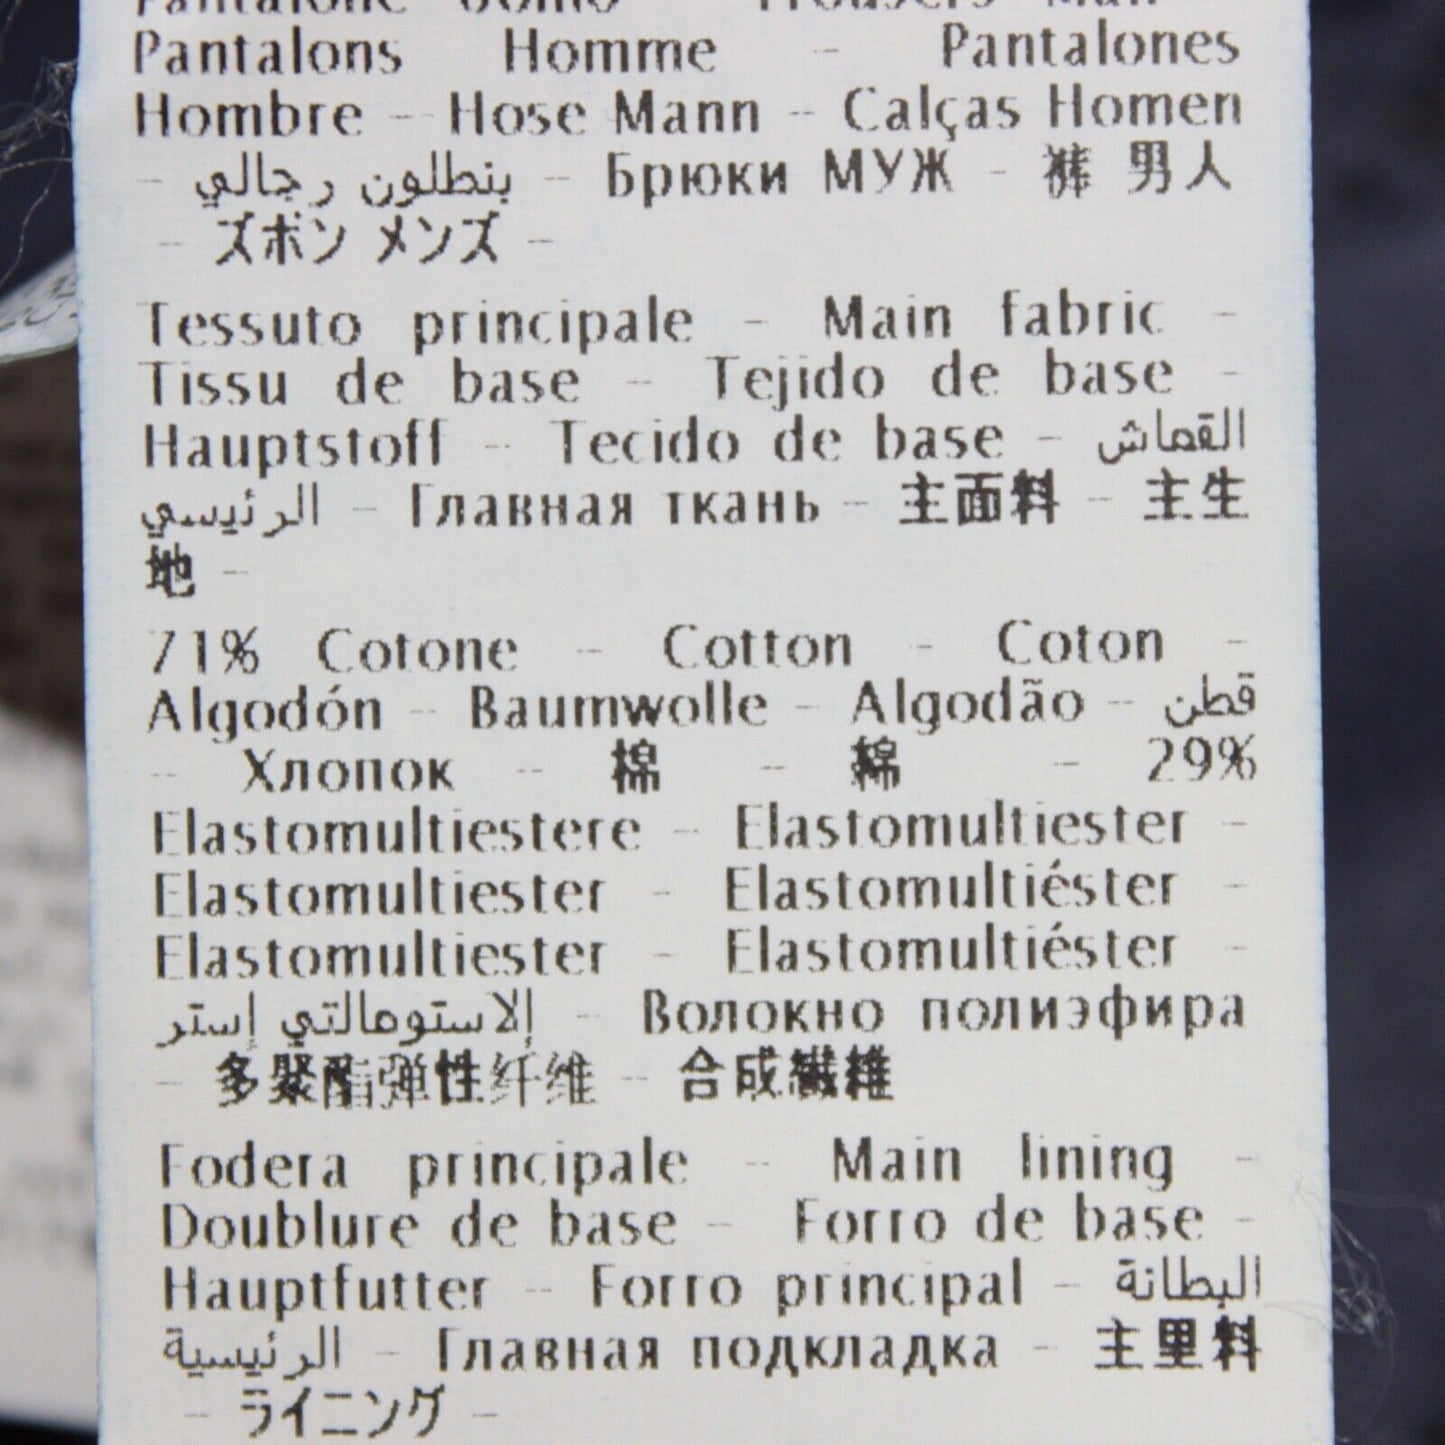 Pantalone Uomo - Trousers Man -
Pantalons Homme - Pantalones
Hombre - Hose Mann - Calças Homen
- بنطلون رجالي - Брюки МУЖ - 裤 男人
- ズボン メンズ -
Tessuto principale - Main fabric -
Tissu de base - Tejido de base -
Hauptstoff - Tecido de base - القماش
الرئيسي - Главная ткань - 主面料 - 主生
地 -
71% Cotone - Cotton - Coton -
Algodón - Baumwolle - Algodão - قطن
- Хлопок - 棉 - 綿 - 29%
Elastomultiestere - Elastomultiester -
Elastomultiester - Elastomultiéster -
Elastomultiester - Elastomultiéster -
إلاستومالتي إستر - Волокно полиэфира
- 多聚酯弹性纤维 - 合成繊維
Fodera principale - Main lining -
Doublure de base - Forro de base -
Hauptfutter - Forro principal - البطانة
الرئيسية - Главная подкладка - 主里料
- ライニング -